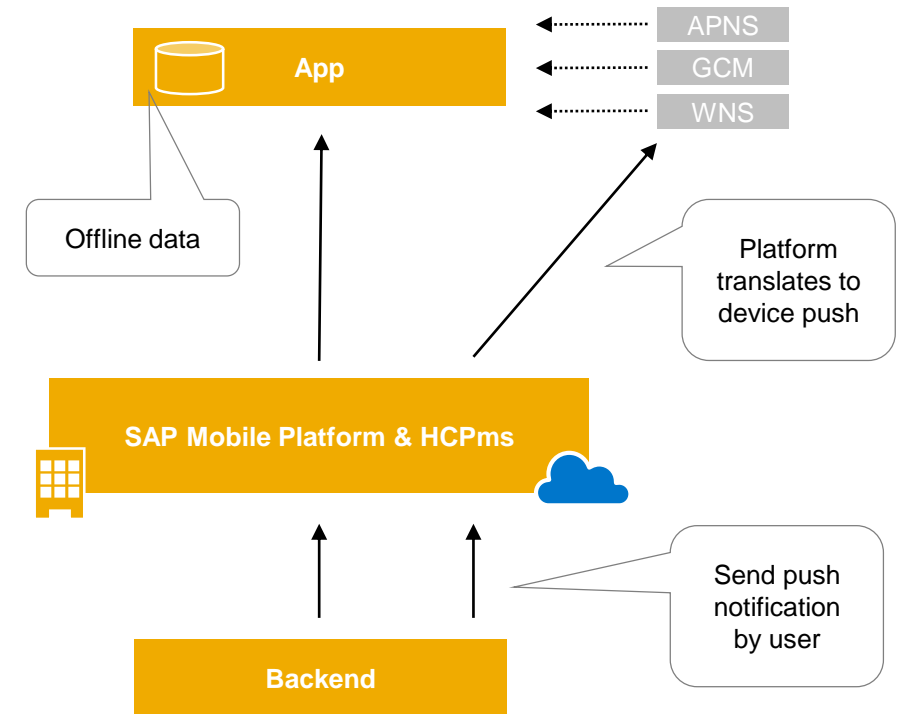 APNS
App
GCM
WNS
Offline data
Platform
translates to
device push
SAP Mobile Platform & HCPms
Send push
notification
by user
Backend